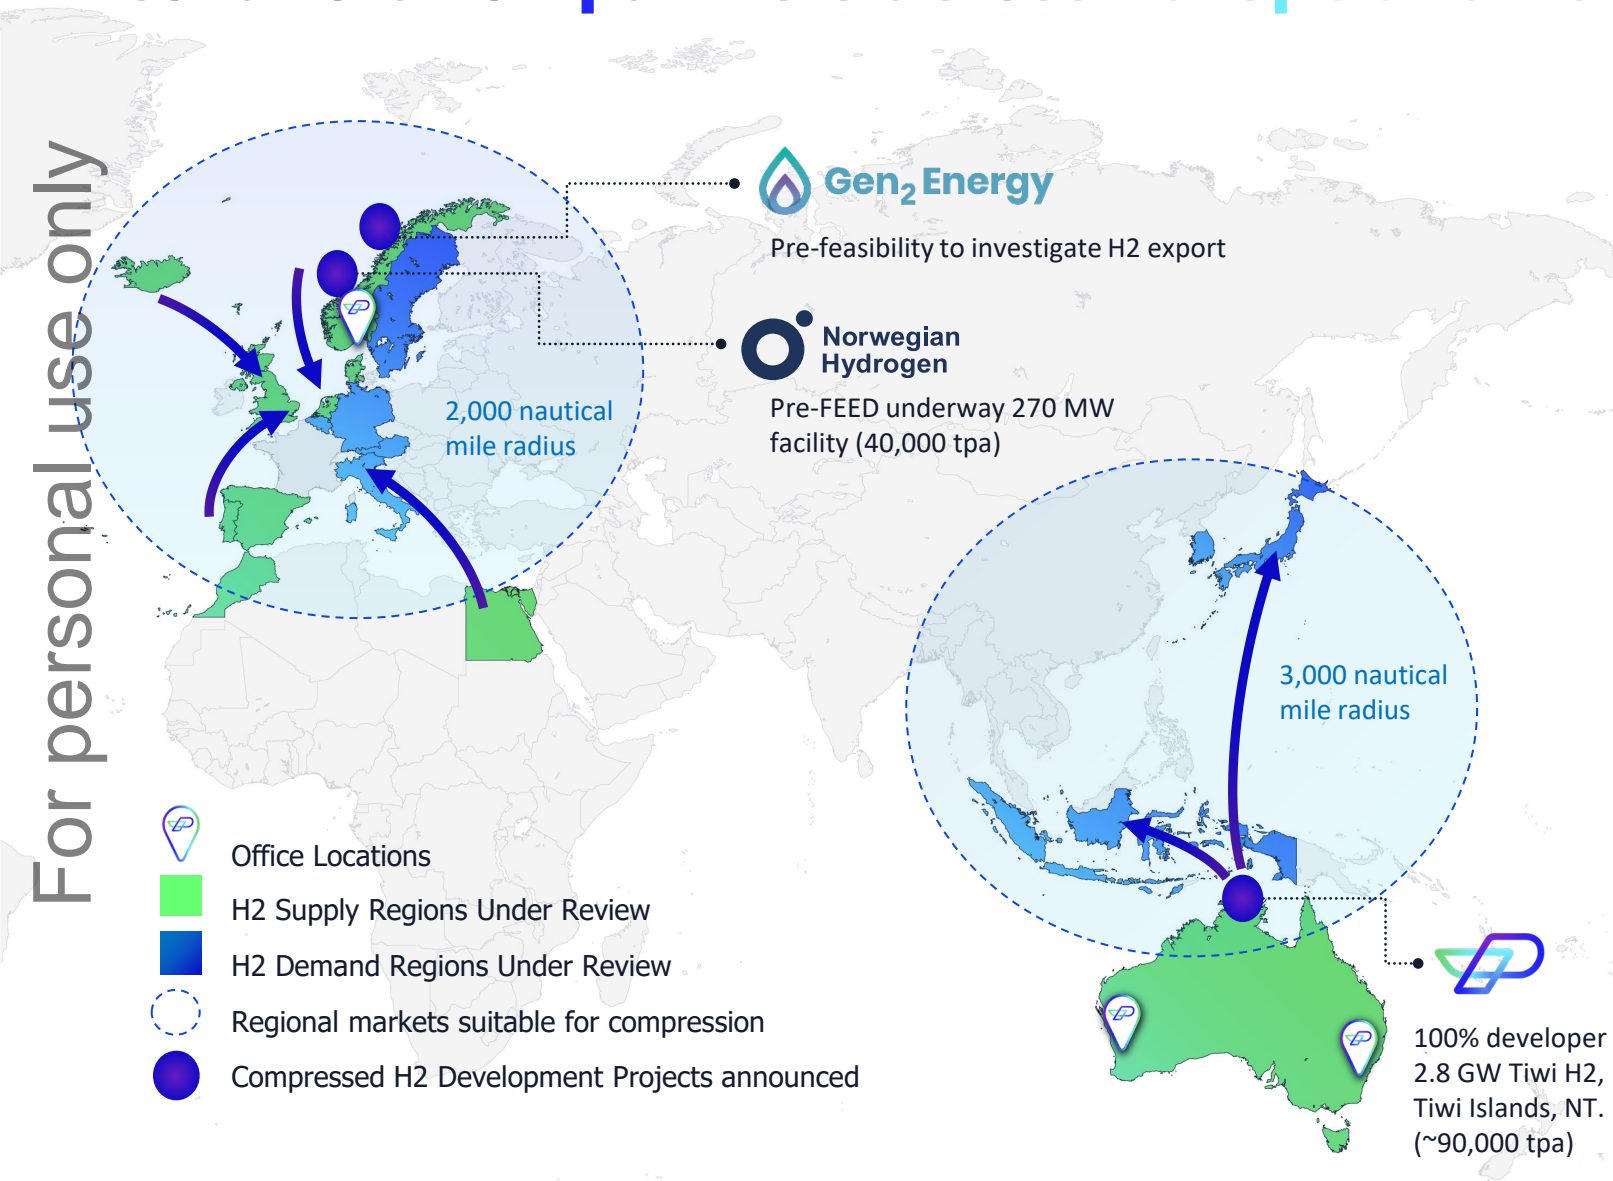 For personal use only
Gen2 Energy
Pre-feasibility to investigate H2 export
Norwegian
Hydrogen
Pre-FEED underway 270 MW
facility (40,000 tpa)
2,000 nautical
mile radius
3,000 nautical
mile radius
Office Locations
H2 Supply Regions Under Review
H2 Demand Regions Under Review
Regional markets suitable for compression
Compressed H2 Development Projects announced
100% developer
2.8 GW Tiwi H2,
Tiwi Islands, NT.
(~90,000 tpa)